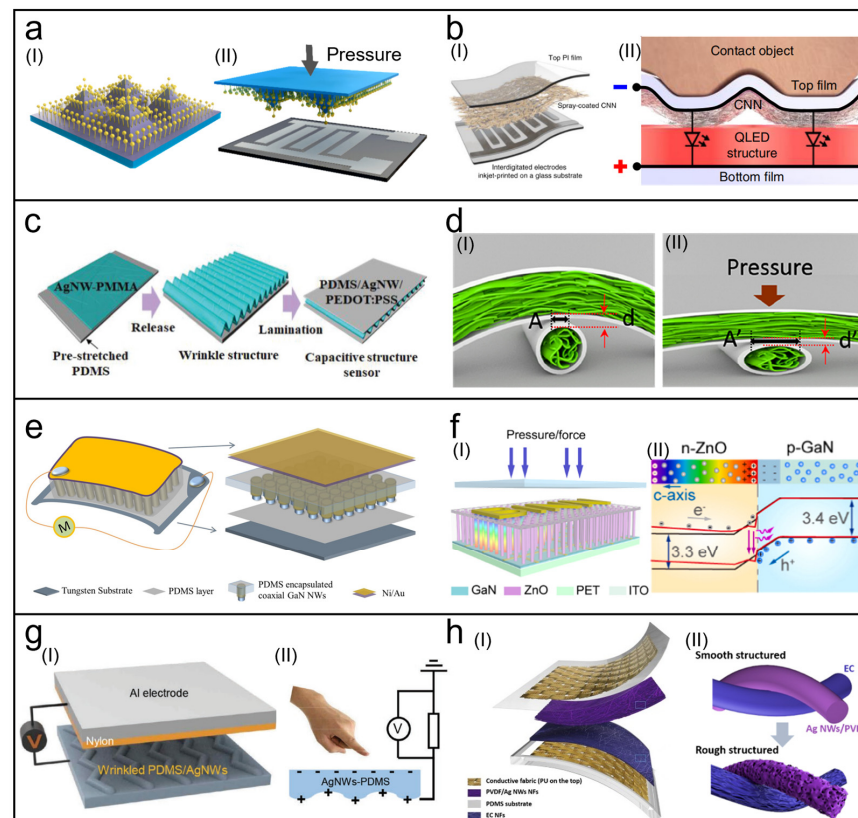 a
(I)
(II)
Pressure
b
(I)
Top PI film
Spray-coated CNN
Interdigitated electrodes
inkjet-printed on a glass substrate
(II)
Contact object
Top film
CNN
QLED
structure
Bottom film
c
AgNW-PMMA
Release
Pre-stretched
PDMS
Wrinkle structure
Lamination
PDMS/AgNW/
PEDOT:PSS
Capacitive structure
sensor
d
(I)
A
d
(II)
Pressure
A'
d'
e
M
Tungsten Substrate
PDMS layer
PDMS encapsulated
coaxial GaN NWs
Ni/Au
f
(I)
Pressure/force
GaN
ZnO
PET
ITO
(II)
n-ZnO
p-GaN
c-axis
e⁻
3.4 eV
3.3 eV
h⁺
g
(I)
Al electrode
Nylon
Wrinkled PDMS/AgNWs
V
(II)
V
AgNWs-PDMS
h
(I)
Conductive fabric (PU on the top)
PVDF/Ag NWs NFs
PDMS substrate
EC NFs
(II)
Smooth structured
EC
Ag NWs/PVI
Rough structured